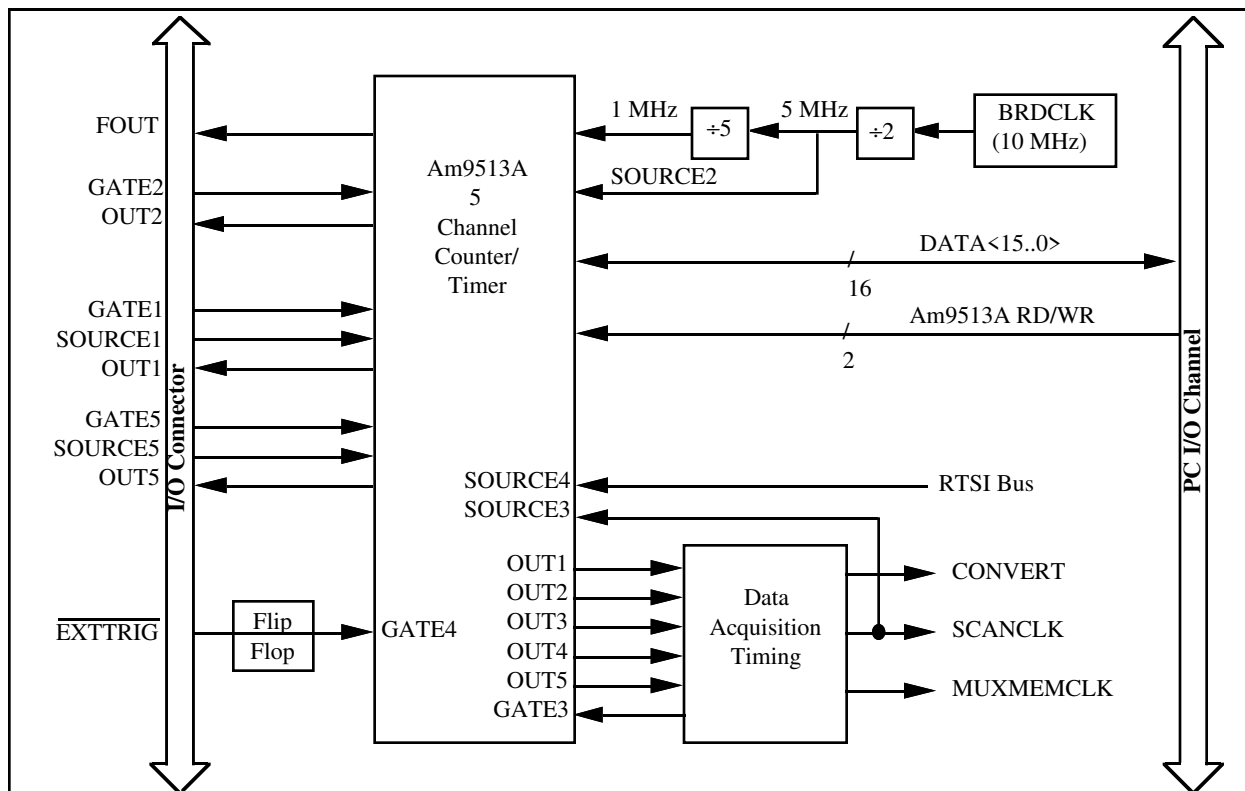 FOUT
GATE2
OUT2
GATE1
SOURCE1
OUT1
GATE5
SOURCE5
OUT5
EXTTRIG
I/O Connector
Flip
Flop
Am9513A
5
Channel
Counter/
Timer
GATE4
SOURCE4
SOURCE3
OUT1
OUT2
OUT3
OUT4
OUT5
GATE3
1 MHz
÷5
5 MHz
÷2
BRDCLK
(10 MHz)
SOURCE2
DATA<15..0>
/
16
Am9513A RD/WR
/
2
RTSI Bus
Data
Acquisition
Timing
CONVERT
SCANCLK
MUXMEMCLK
PC I/O Channel